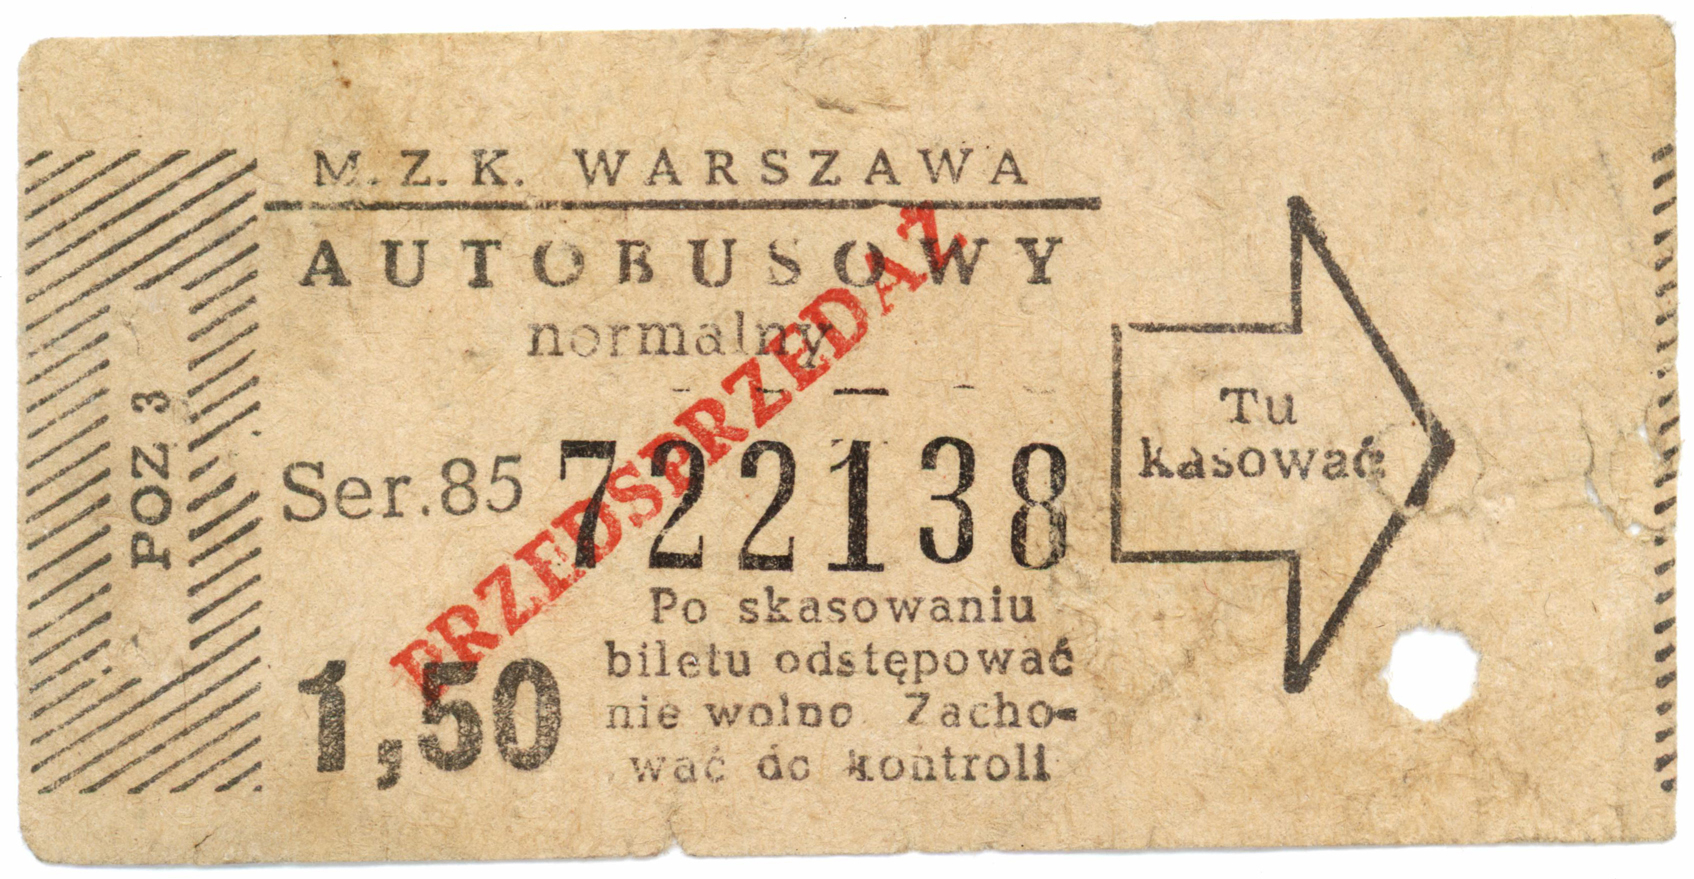 M. Z. K. WARSZAWA
AUTOBUSOWY
normalny
PRZEDSPRZEDAŻ
POZ 3
Ser.85 722138
1,50
Po skasowaniu
biletu odstępować
nie wolno. Zacho-
wać do kontroli
Tu
kasować